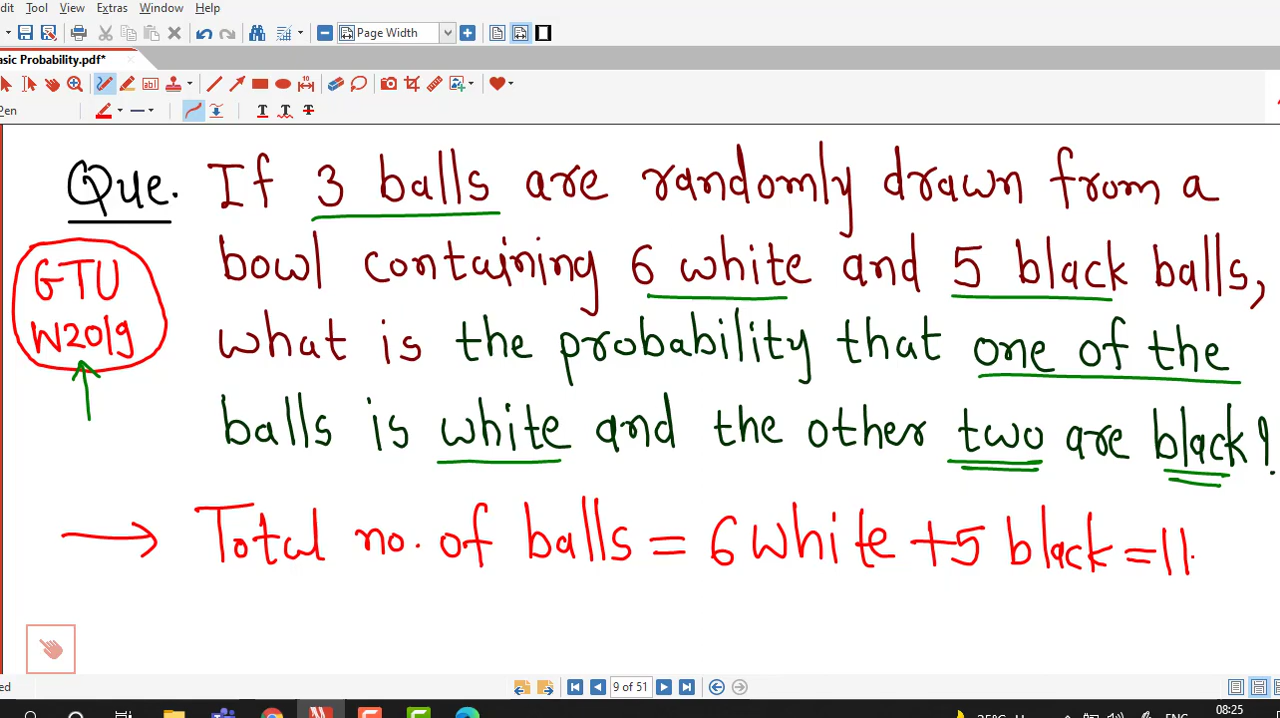 dit Tool View Extras Window Help
Page Width
asic Probability.pdf*
Pen
Que. If 3 balls are randomly drawn from a
bowl containing 6 white and 5 black balls,
GTU
W2019
what is the probability that one of the
balls is white and the other two are black?
→ Total no. of balls = 6 white + 5 black = 11.
9 of 51
08:25
ENG